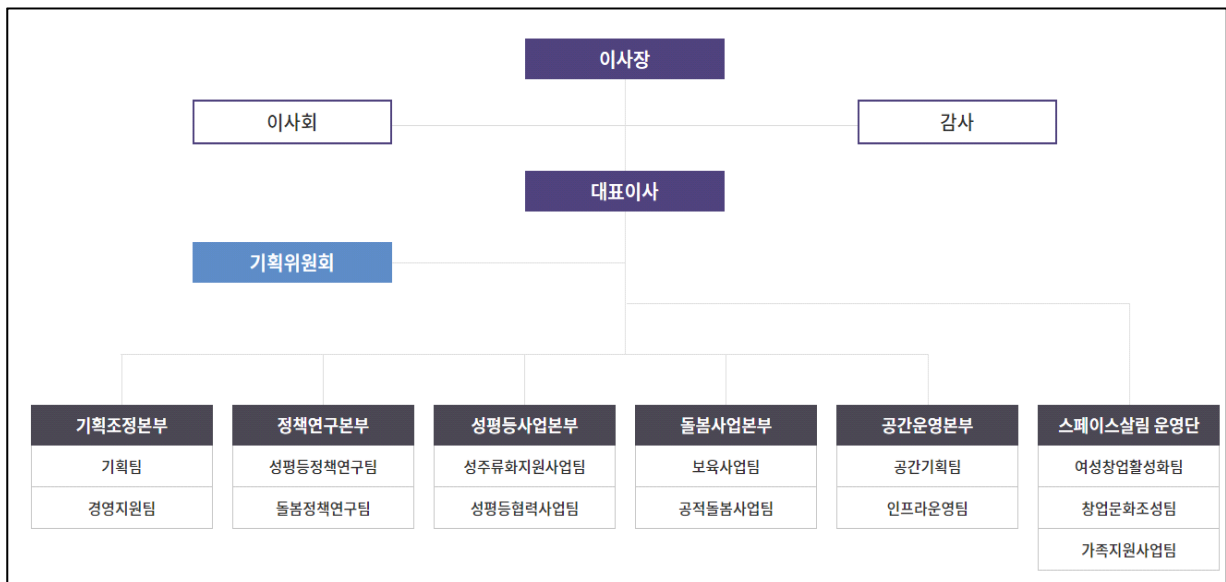 이사장
이사회
감사
대표이사
기획위원회
기획조정본부
정책연구본부
성평등사업본부
돌봄사업본부
공간운영본부
스페이스살림 운영단
기획팀
성평등정책연구팀
성주류화지원사업팀
보육사업팀
공간기획팀
여성창업활성화팀
경영지원팀
돌봄정책연구팀
성평등협력사업팀
공적돌봄사업팀
인프라운영팀
창업문화조성팀
가족지원사업팀